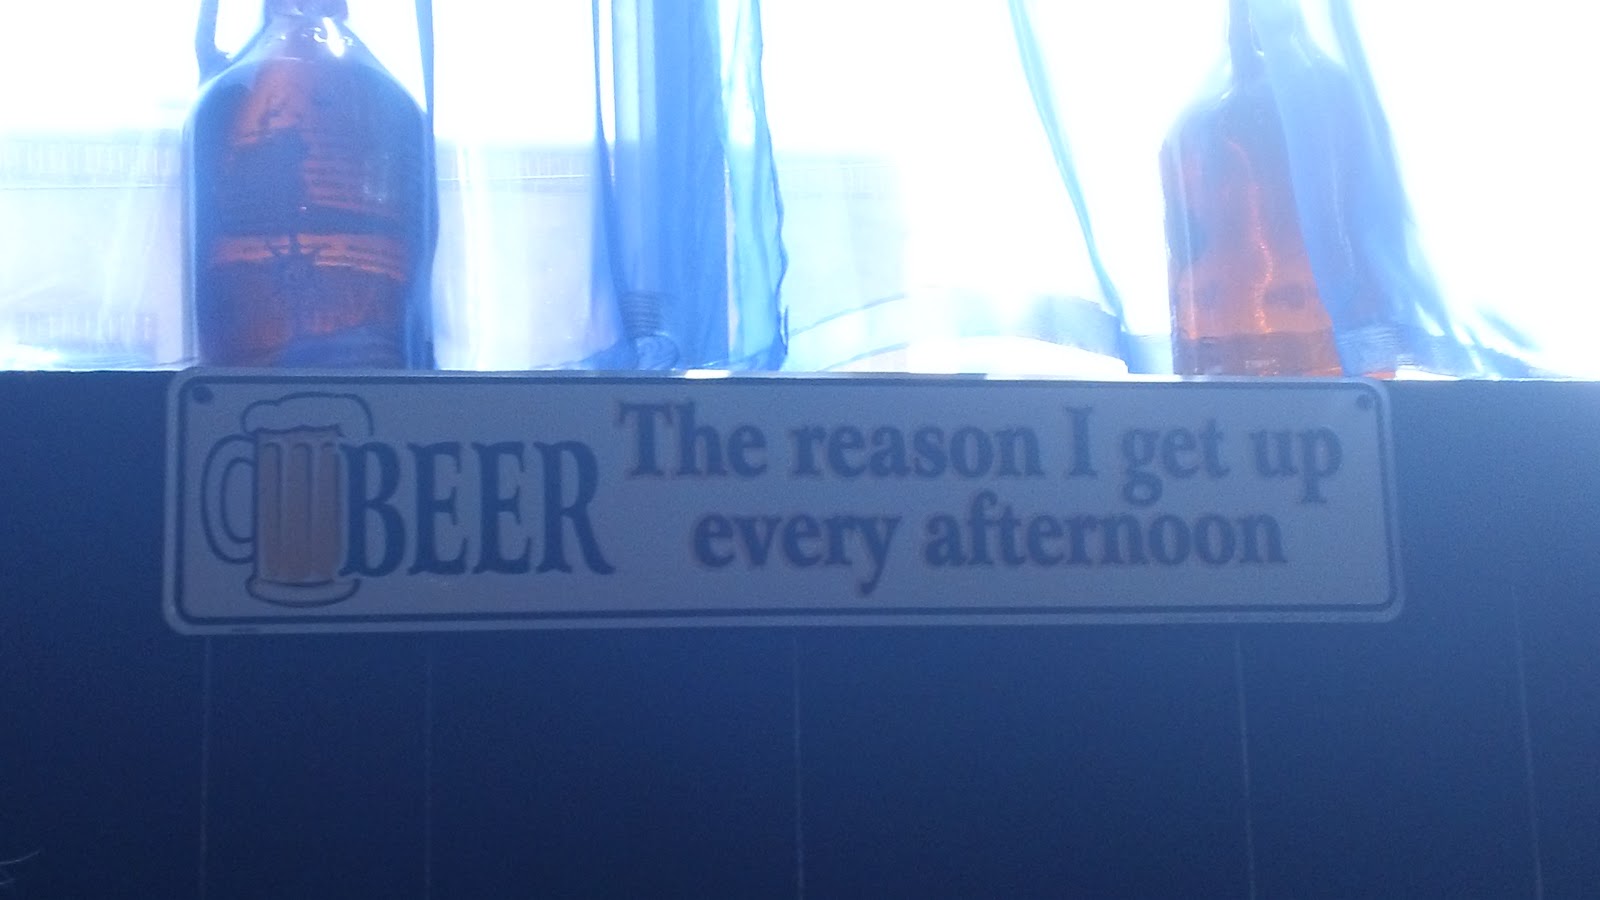 BEER
The reason I get up
every afternoon